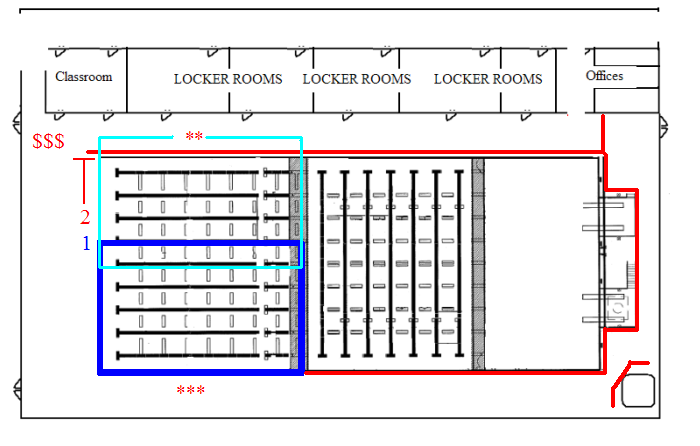 Classroom
LOCKER ROOMS
LOCKER ROOMS
LOCKER ROOMS
Offices
$$$
**
2
1
***